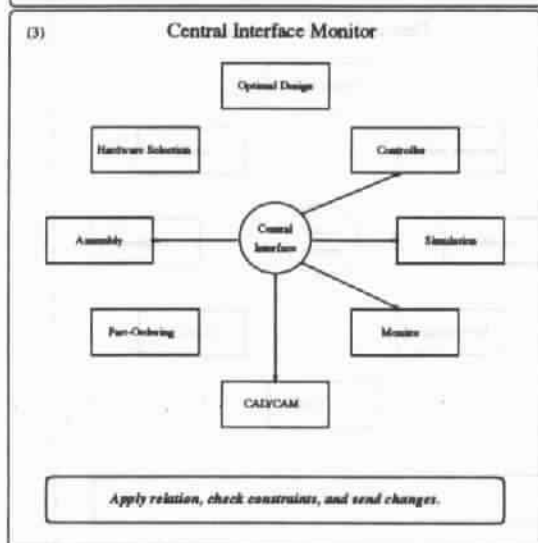 (3) Central Interface Monitor
Optimal Design
Hardware Selection
Controller
Assembly
Central
Interface
Simulation
Part-Ordering
Monitor
CAD/CAM
Apply relation, check constraints, and send changes.